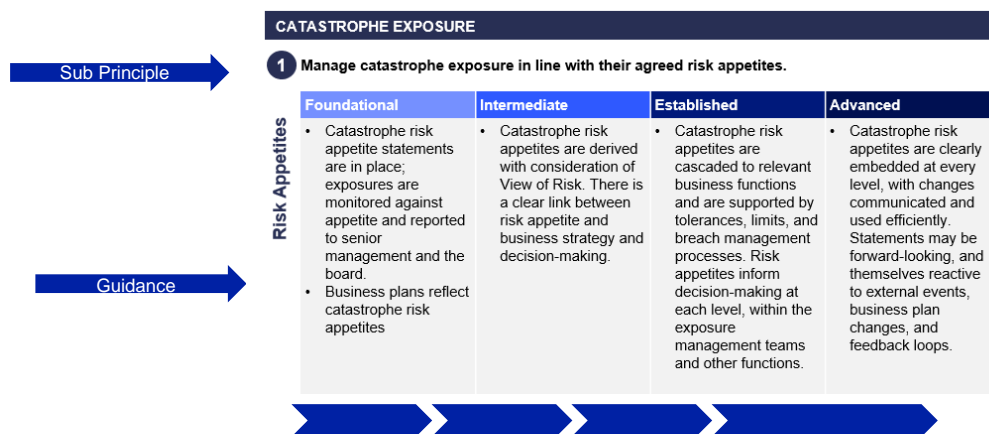 CATASTROPHE EXPOSURE
Sub Principle
1 Manage catastrophe exposure in line with their agreed risk appetites.
Risk Appetites
Foundational
• Catastrophe risk
appetite statements
are in place;
exposures are
monitored against
appetite and reported
to senior
management and the
board.
• Business plans reflect
catastrophe risk
appetites
Intermediate
• Catastrophe risk
appetites are derived
with consideration of
View of Risk. There is
a clear link between
risk appetite and
business strategy and
decision-making.
Established
• Catastrophe risk
appetites are
cascaded to relevant
business functions
and are supported by
tolerances, limits, and
breach management
processes. Risk
appetites inform
decision-making at
each level, within the
exposure
management teams
and other functions.
Advanced
• Catastrophe risk
appetites are clearly
embedded at every
level, with changes
communicated and
used efficiently.
Statements may be
forward-looking, and
themselves reactive
to external events,
business plan
changes, and
feedback loops.
Guidance